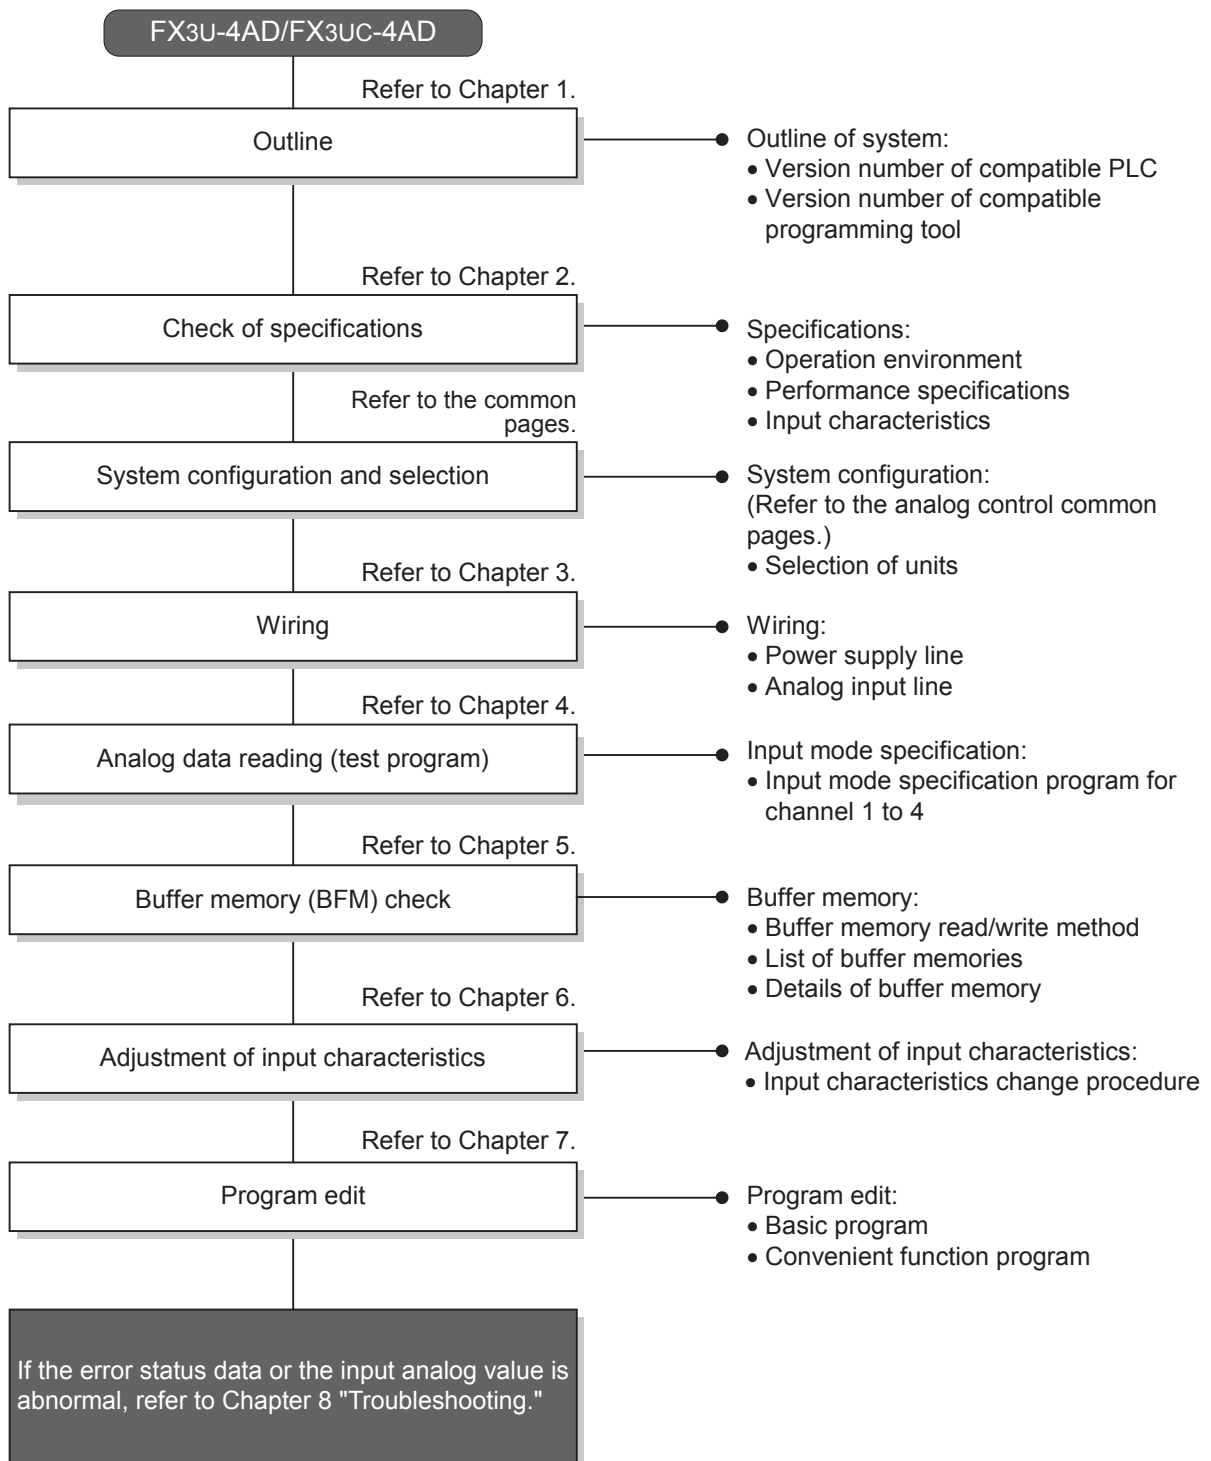 FX3U-4AD/FX3UC-4AD
Refer to Chapter 1.
Outline
Outline of system:
• Version number of compatible PLC
• Version number of compatible
programming tool
Refer to Chapter 2.
Check of specifications
Specifications:
• Operation environment
• Performance specifications
• Input characteristics
Refer to the common
pages.
System configuration and selection
System configuration:
(Refer to the analog control common
pages.)
• Selection of units
Refer to Chapter 3.
Wiring
Wiring:
• Power supply line
• Analog input line
Refer to Chapter 4.
Analog data reading (test program)
Input mode specification:
• Input mode specification program for
channel 1 to 4
Refer to Chapter 5.
Buffer memory (BFM) check
Buffer memory:
• Buffer memory read/write method
• List of buffer memories
• Details of buffer memory
Refer to Chapter 6.
Adjustment of input characteristics
Adjustment of input characteristics:
• Input characteristics change procedure
Refer to Chapter 7.
Program edit
Program edit:
• Basic program
• Convenient function program
If the error status data or the input analog value is
abnormal, refer to Chapter 8 "Troubleshooting."